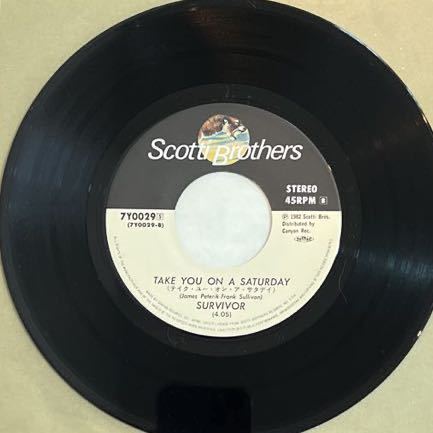 Scotti Brothers
STEREO
45RPM B
7Y0029 S
(7Y0029-B)
Ⓟ 1982 Scotti Bros.
Distributed by
Canyon Rec.
TAKE YOU ON A SATURDAY
(テイク・ユー・オン・ア・サタデイ)
(James Peterik-Frank Sullivan)
SURVIVOR
(4.05)